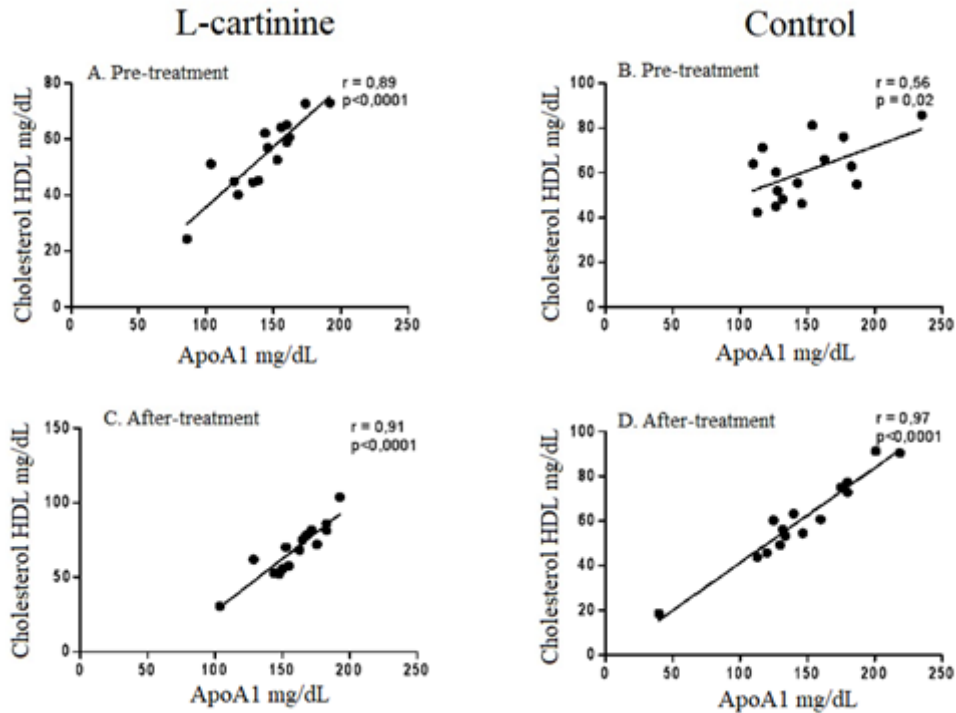 L-cartinine
Control
A. Pre-treatment
r = 0,89
p<0,0001
80
60
40
20
0
0 50 100 150 200 250
Cholesterol HDL mg/dL
ApoA1 mg/dL
B. Pre-treatment
r = 0,56
p = 0,02
100
80
60
40
20
0
0 50 100 150 200 250
Cholesterol HDL mg/dL
ApoA1 mg/dL
C. After-treatment
r = 0,91
p<0,0001
150
100
50
0
0 50 100 150 200 250
Cholesterol HDL mg/dL
ApoA1 mg/dL
D. After-treatment
r = 0,97
p<0,0001
100
80
60
40
20
0
0 50 100 150 200 250
Cholesterol HDL mg/dL
ApoA1 mg/dL